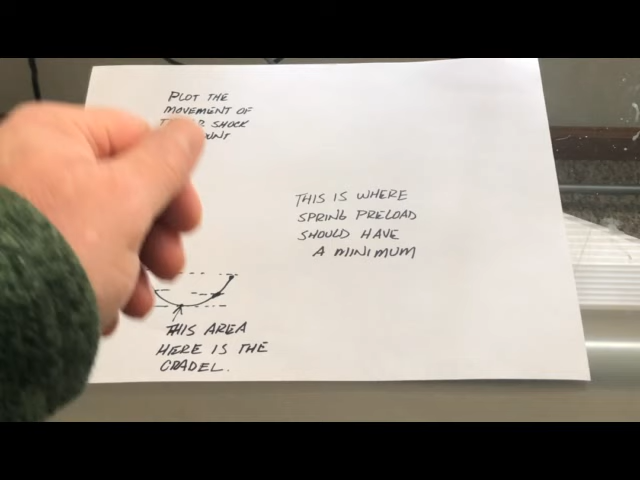 PLOT THE
MOVEMENT OF
SHOCK
THIS IS WHERE
SPRING PRELOAD
SHOULD HAVE
A MINIMUM
THIS AREA
HERE IS THE
CRADEL.